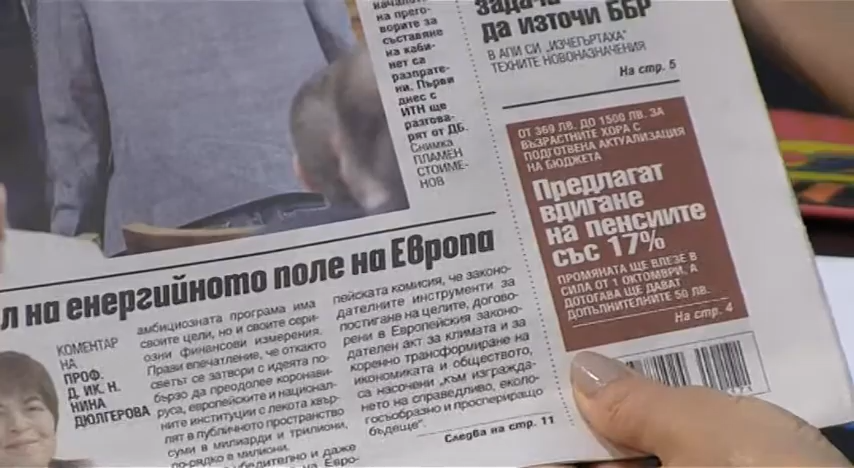 на прего-
ворите за
съставяне
на каби-
нет са
разпрате-
ни. Първи
днес с
ИТН ще
разгова-
рят от ДБ.
Снимка
ПЛАМЕН
СТОИМЕ-
НОВ
задача
да източи ББР
В АПИ СИ „ИЗЧЕГЪРТАХА“
ТЕХНИТЕ НОВОНАЗНАЧЕНИЯ
На стр. 5
ОТ 369 ЛВ. ДО 1500 ЛВ. ЗА
ВЪЗРАСТНИТЕ ХОРА С
ПОДГОТВЕНА АКТУАЛИЗАЦИЯ
НА БЮДЖЕТА
Предлагат
вдигане
на пенсиите
със 17%
ПРОМЯНАТА ЩЕ ВЛЕЗЕ В
СИЛА ОТ 1 ОКТОМВРИ, А
ДОТОГАВА ЩЕ ДАВАТ
ДОПЪЛНИТЕЛНИТЕ 50 ЛВ.
На стр. 4
л на енергийното поле на Европа
КОМЕНТАР
НА
ПРОФ.
Д. ИК. Н.
НИНА
ДЮЛГЕРОВА
амбициозната програма има
своите цели, но и своите сери-
озни финансови измерения.
Прави впечатление, че откакто
светът се затвори с идеята по-
бързо да преодолее коронави-
руса, европейските и национал-
ните институции с лекота хвър-
лят в публичното пространство
суми в милиарди и трилиони,
по-рядко в милиони.
дително и даже
пейската комисия, че законо-
дателните инструменти за
постигане на целите, догово-
рени в Европейския законо-
дателен акт за климата и за
коренно трансформиране на
икономиката и обществото,
са насочени „към изгражда-
нето на справедливо, еколо-
госъобразно и проспериращо
бъдеще“.
Следва на стр. 11